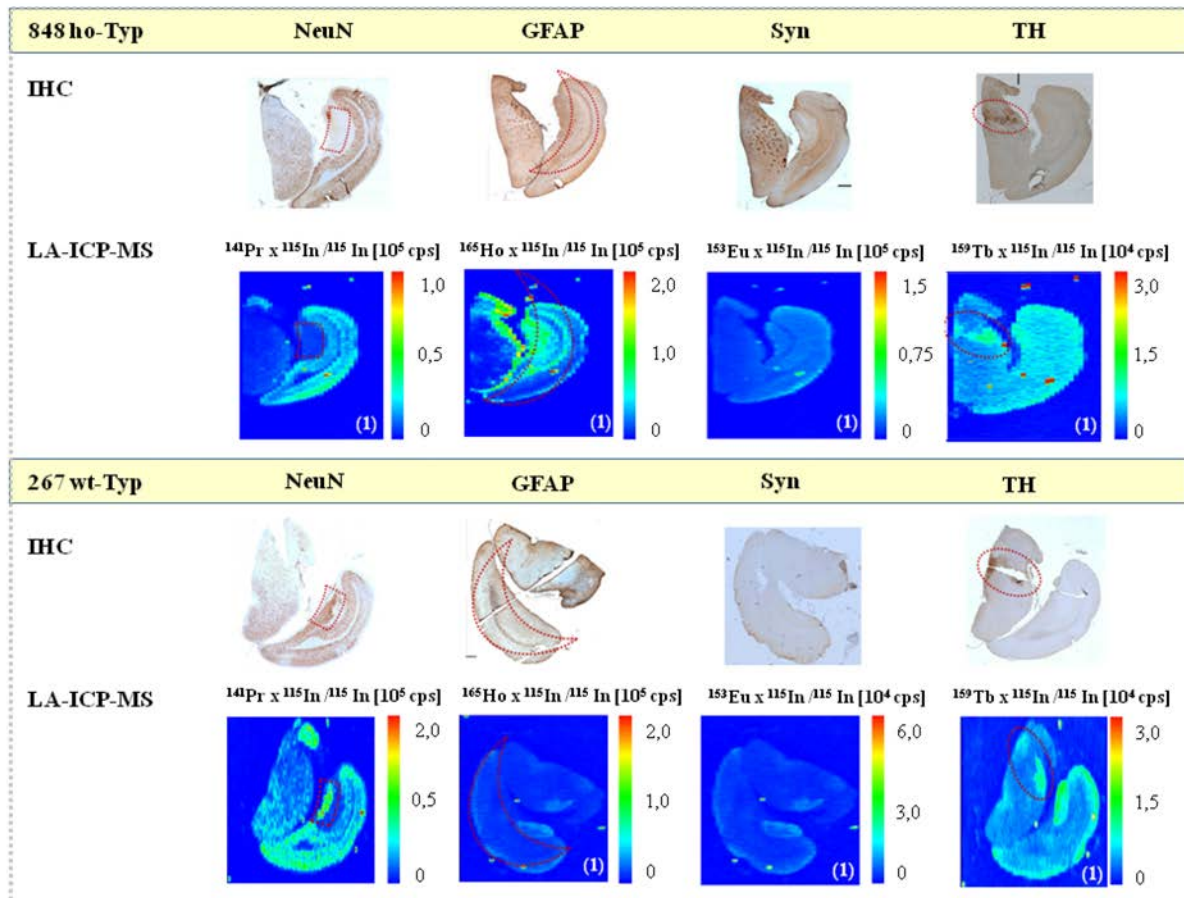 848 ho-Typ NeuN GFAP Syn TH
IHC
LA-ICP-MS
¹⁴¹Pr x ¹¹⁵In /¹¹⁵ In [10⁵ cps] ¹⁶⁵Ho x ¹¹⁵In /¹¹⁵ In [10⁵ cps] ¹⁵³Eu x ¹¹⁵In /¹¹⁵ In [10⁵ cps] ¹⁵⁹Tb x ¹¹⁵In /¹¹⁵ In [10⁴ cps]
1,0 2,0 1,5 3,0
0,5 1,0 0,75 1,5
(1) 0 (1) 0 (1) 0 (1) 0
267 wt-Typ NeuN GFAP Syn TH
IHC
LA-ICP-MS
¹⁴¹Pr x ¹¹⁵In /¹¹⁵ In [10⁵ cps] ¹⁶⁵Ho x ¹¹⁵In /¹¹⁵ In [10⁵ cps] ¹⁵³Eu x ¹¹⁵In /¹¹⁵ In [10⁴ cps] ¹⁵⁹Tb x ¹¹⁵In /¹¹⁵ In [10⁴ cps]
2,0 2,0 6,0 3,0
0,5 1,0 3,0 1,5
0 (1) 0 (1) 0 (1) 0